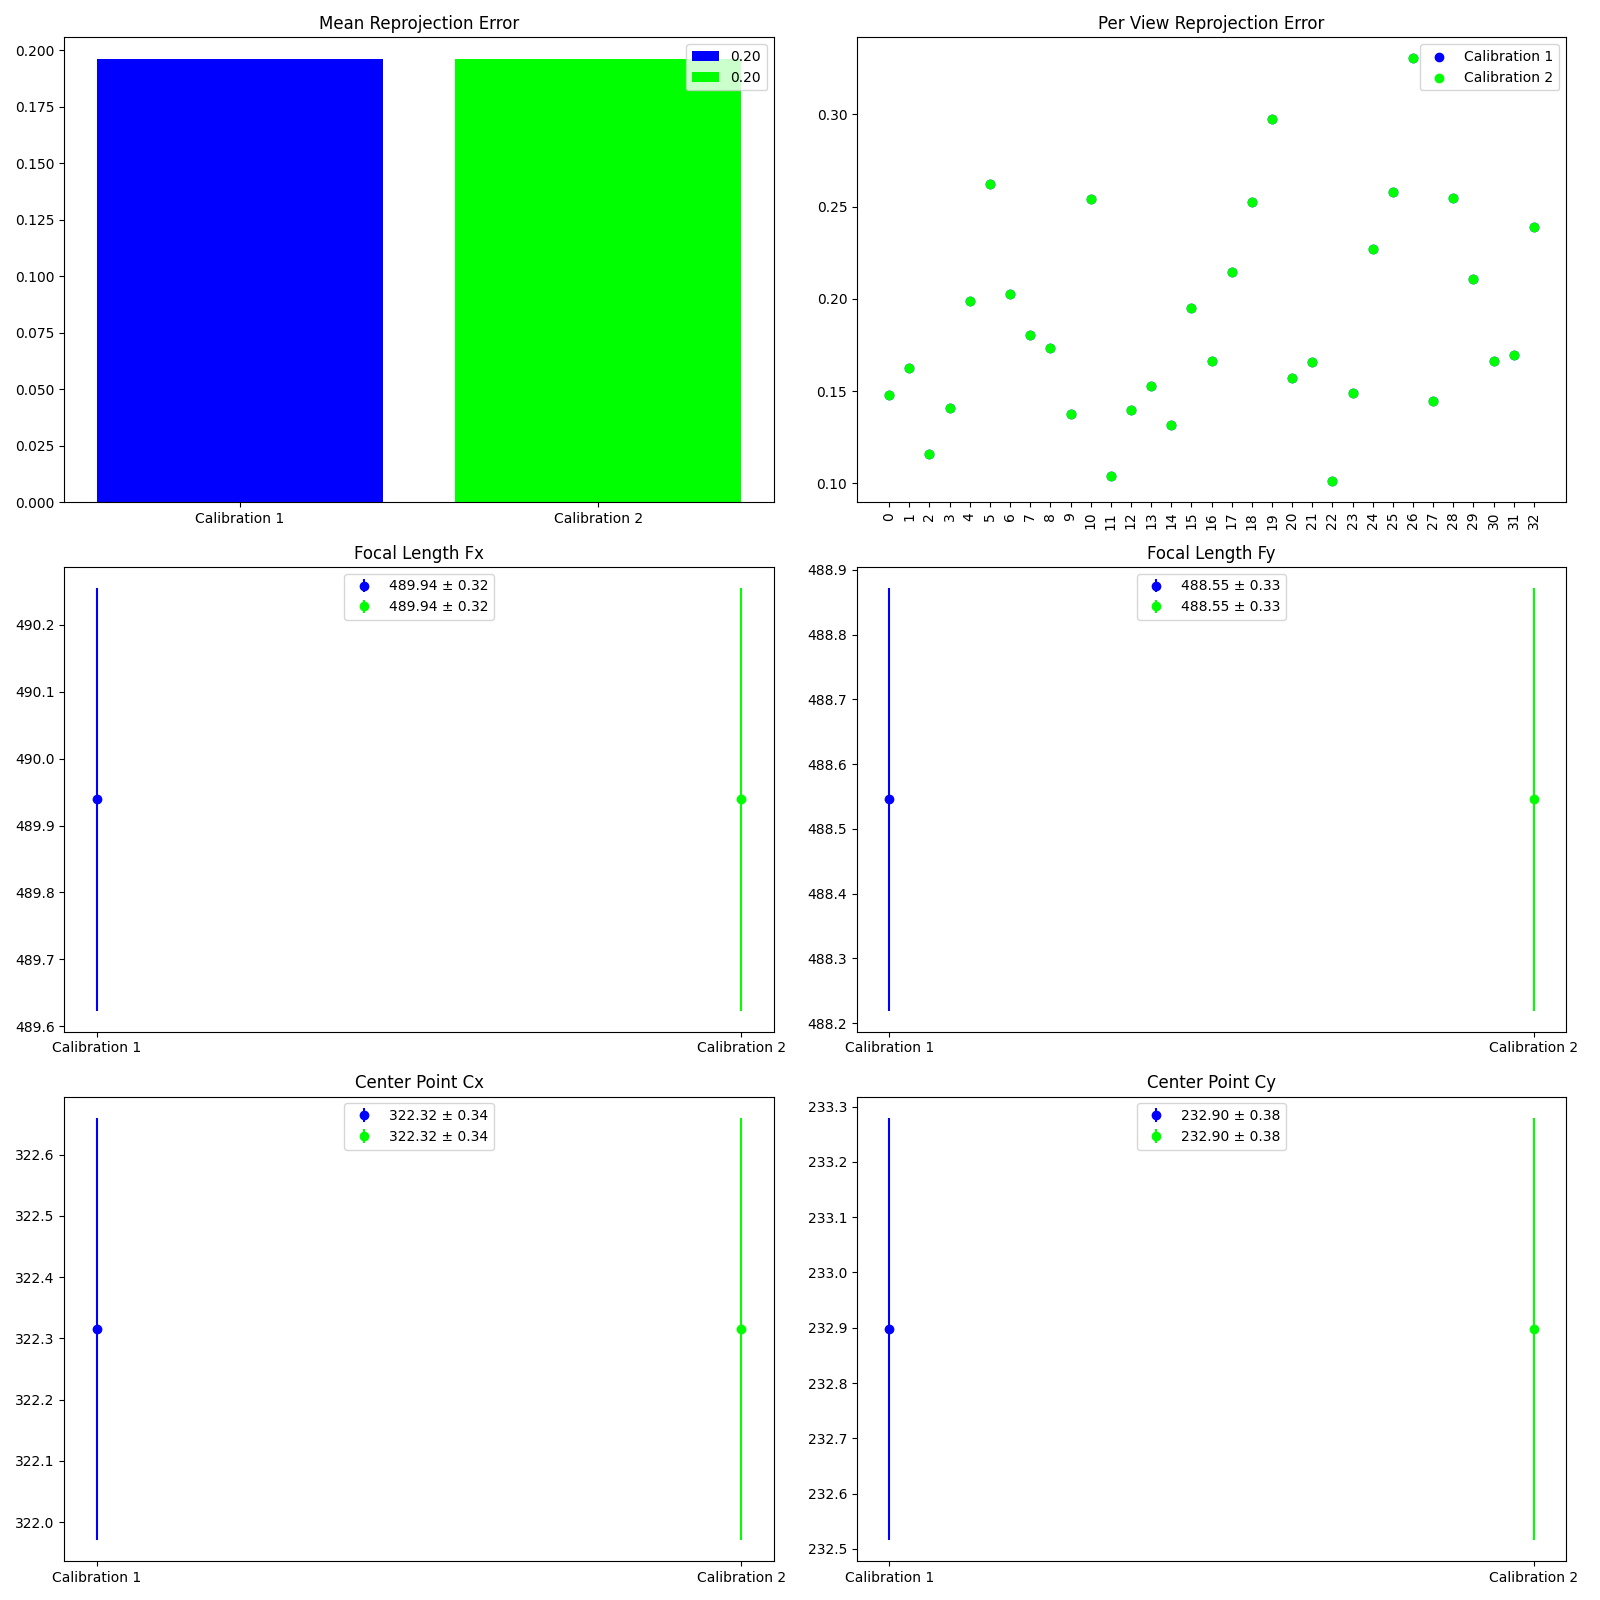 Mean Reprojection Error
0.200
0.175
0.150
0.125
0.100
0.075
0.050
0.025
0.000
0.20
0.20
Calibration 1 Calibration 2
Per View Reprojection Error
0.30
0.25
0.20
0.15
0.10
Calibration 1
Calibration 2
0 1 2 3 4 5 6 7 8 9 10 11 12 13 14 15 16 17 18 19 20 21 22 23 24 25 26 27 28 29 30 31 32
Focal Length Fx
490.2
490.1
490.0
489.9
489.8
489.7
489.6
489.94 ± 0.32
489.94 ± 0.32
Calibration 1 Calibration 2
Focal Length Fy
488.9
488.8
488.7
488.6
488.5
488.4
488.3
488.2
488.55 ± 0.33
488.55 ± 0.33
Calibration 1 Calibration 2
Center Point Cx
322.6
322.5
322.4
322.3
322.2
322.1
322.0
322.32 ± 0.34
322.32 ± 0.34
Calibration 1 Calibration 2
Center Point Cy
233.3
233.2
233.1
233.0
232.9
232.8
232.7
232.6
232.5
232.90 ± 0.38
232.90 ± 0.38
Calibration 1 Calibration 2